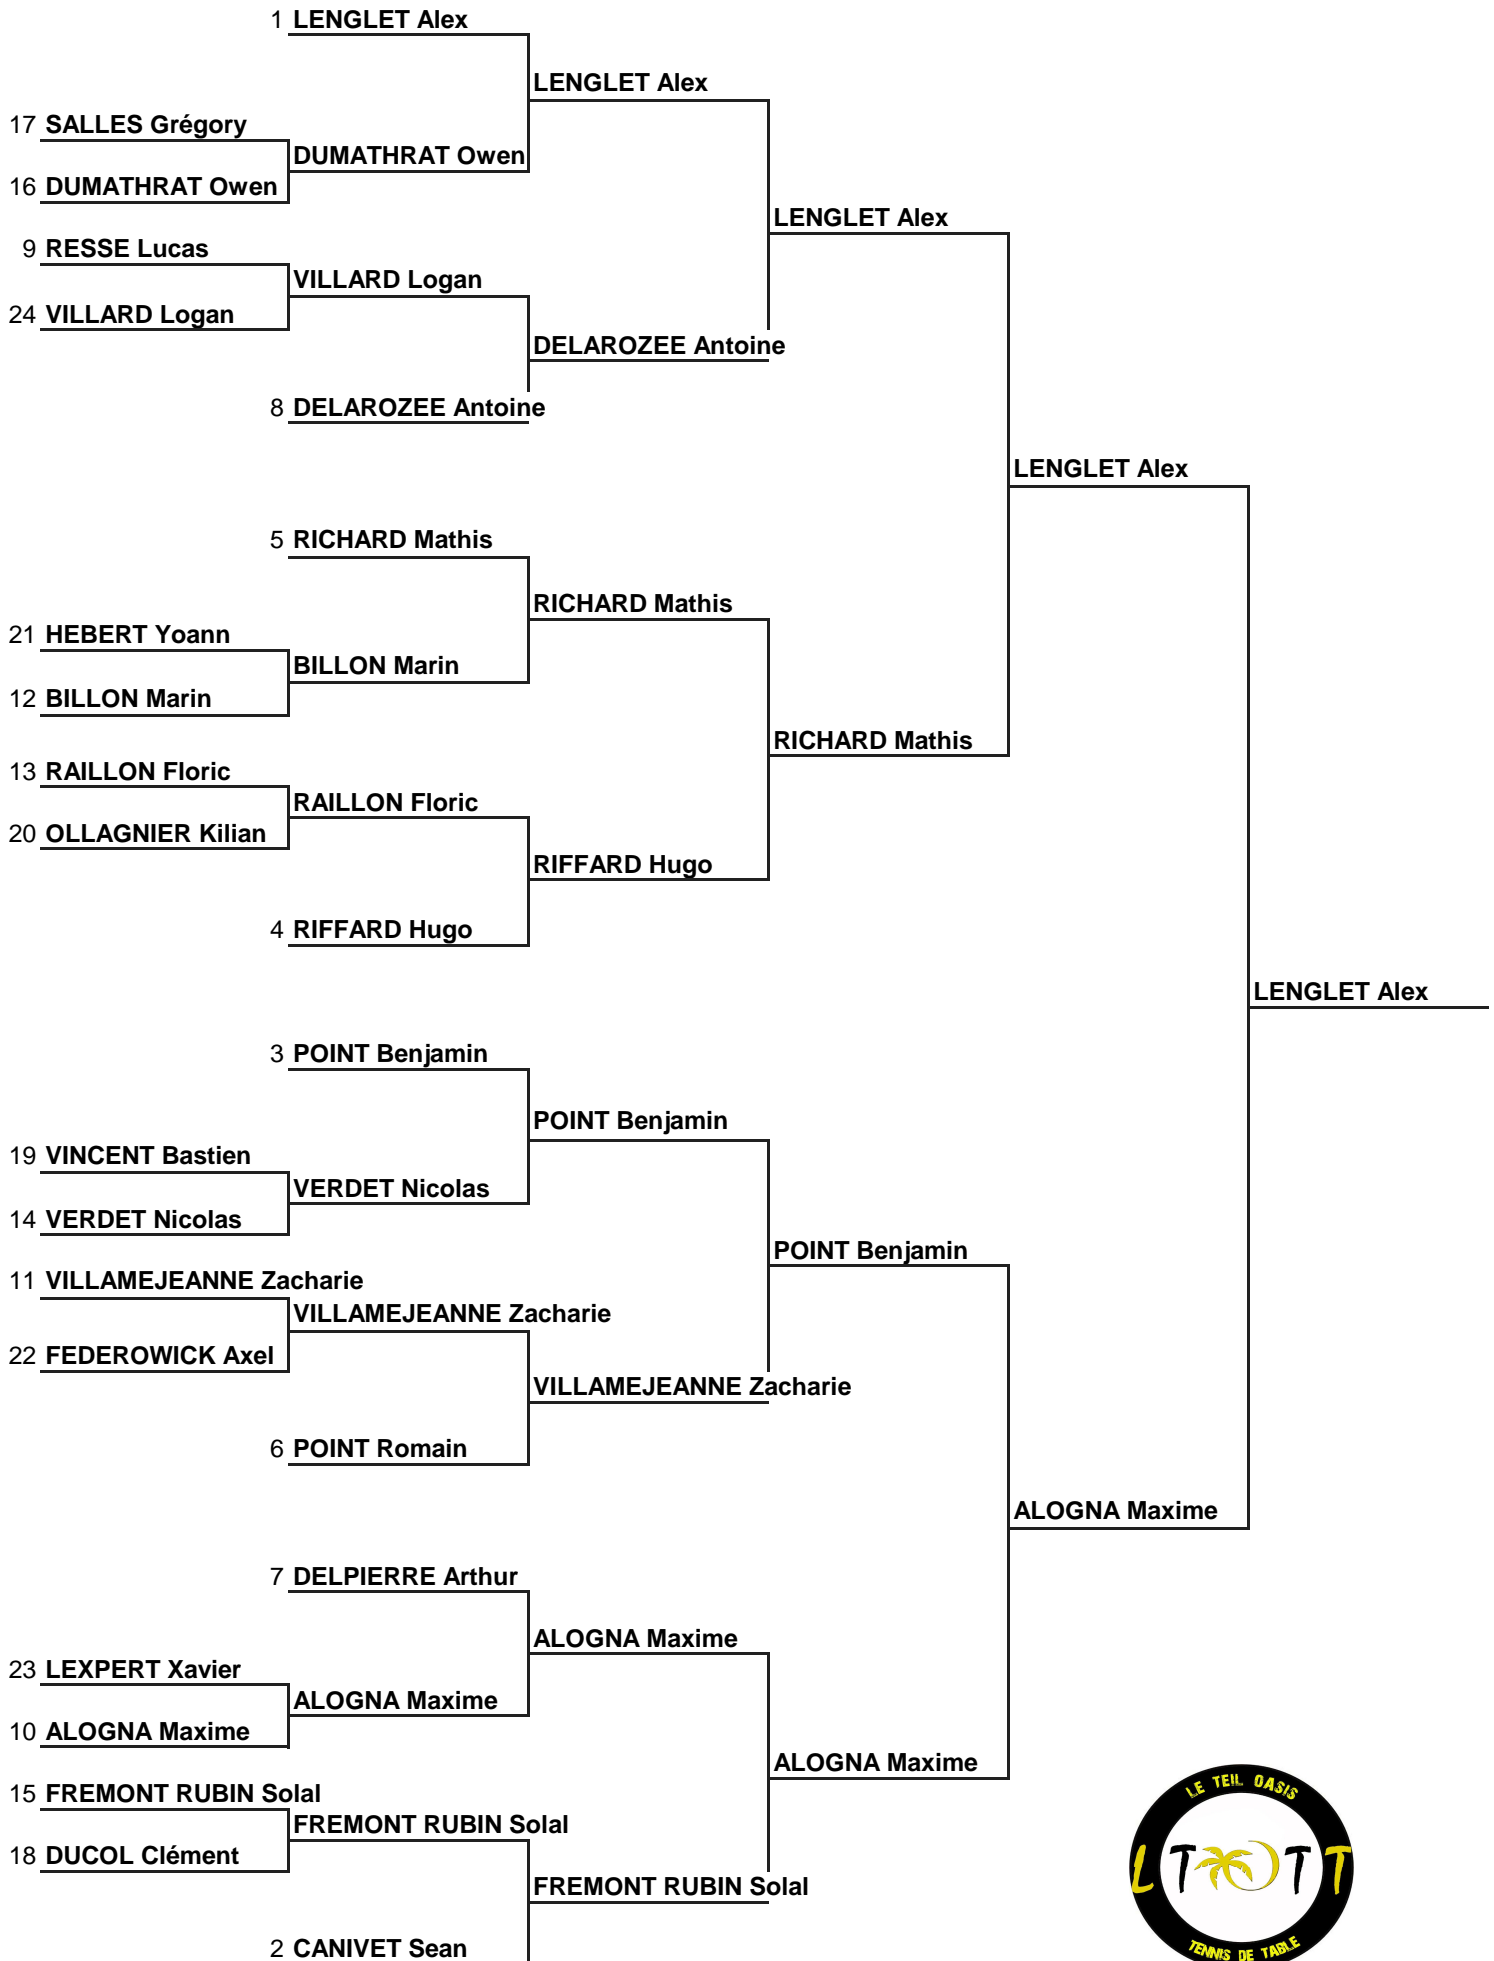 1 LENGLET Alex
LENGLET Alex
17 SALLES Grégory
DUMATHRAT Owen
16 DUMATHRAT Owen
LENGLET Alex
9 RESSE Lucas
VILLARD Logan
24 VILLARD Logan
DELAROZEE Antoine
8 DELAROZEE Antoine
LENGLET Alex
5 RICHARD Mathis
RICHARD Mathis
21 HEBERT Yoann
BILLON Marin
12 BILLON Marin
RICHARD Mathis
13 RAILLON Floric
RAILLON Floric
20 OLLAGNIER Kilian
RIFFARD Hugo
4 RIFFARD Hugo
LENGLET Alex
3 POINT Benjamin
POINT Benjamin
19 VINCENT Bastien
VERDET Nicolas
14 VERDET Nicolas
POINT Benjamin
11 VILLAMEJEANNE Zacharie
VILLAMEJEANNE Zacharie
22 FEDEROWICK Axel
VILLAMEJEANNE Zacharie
6 POINT Romain
ALOGNA Maxime
7 DELPIERRE Arthur
ALOGNA Maxime
23 LEXPERT Xavier
ALOGNA Maxime
10 ALOGNA Maxime
ALOGNA Maxime
15 FREMONT RUBIN Solal
FREMONT RUBIN Solal
18 DUCOL Clément
FREMONT RUBIN Solal
2 CANIVET Sean
LE TEIL OASIS
LT TT
TENNIS DE TABLE